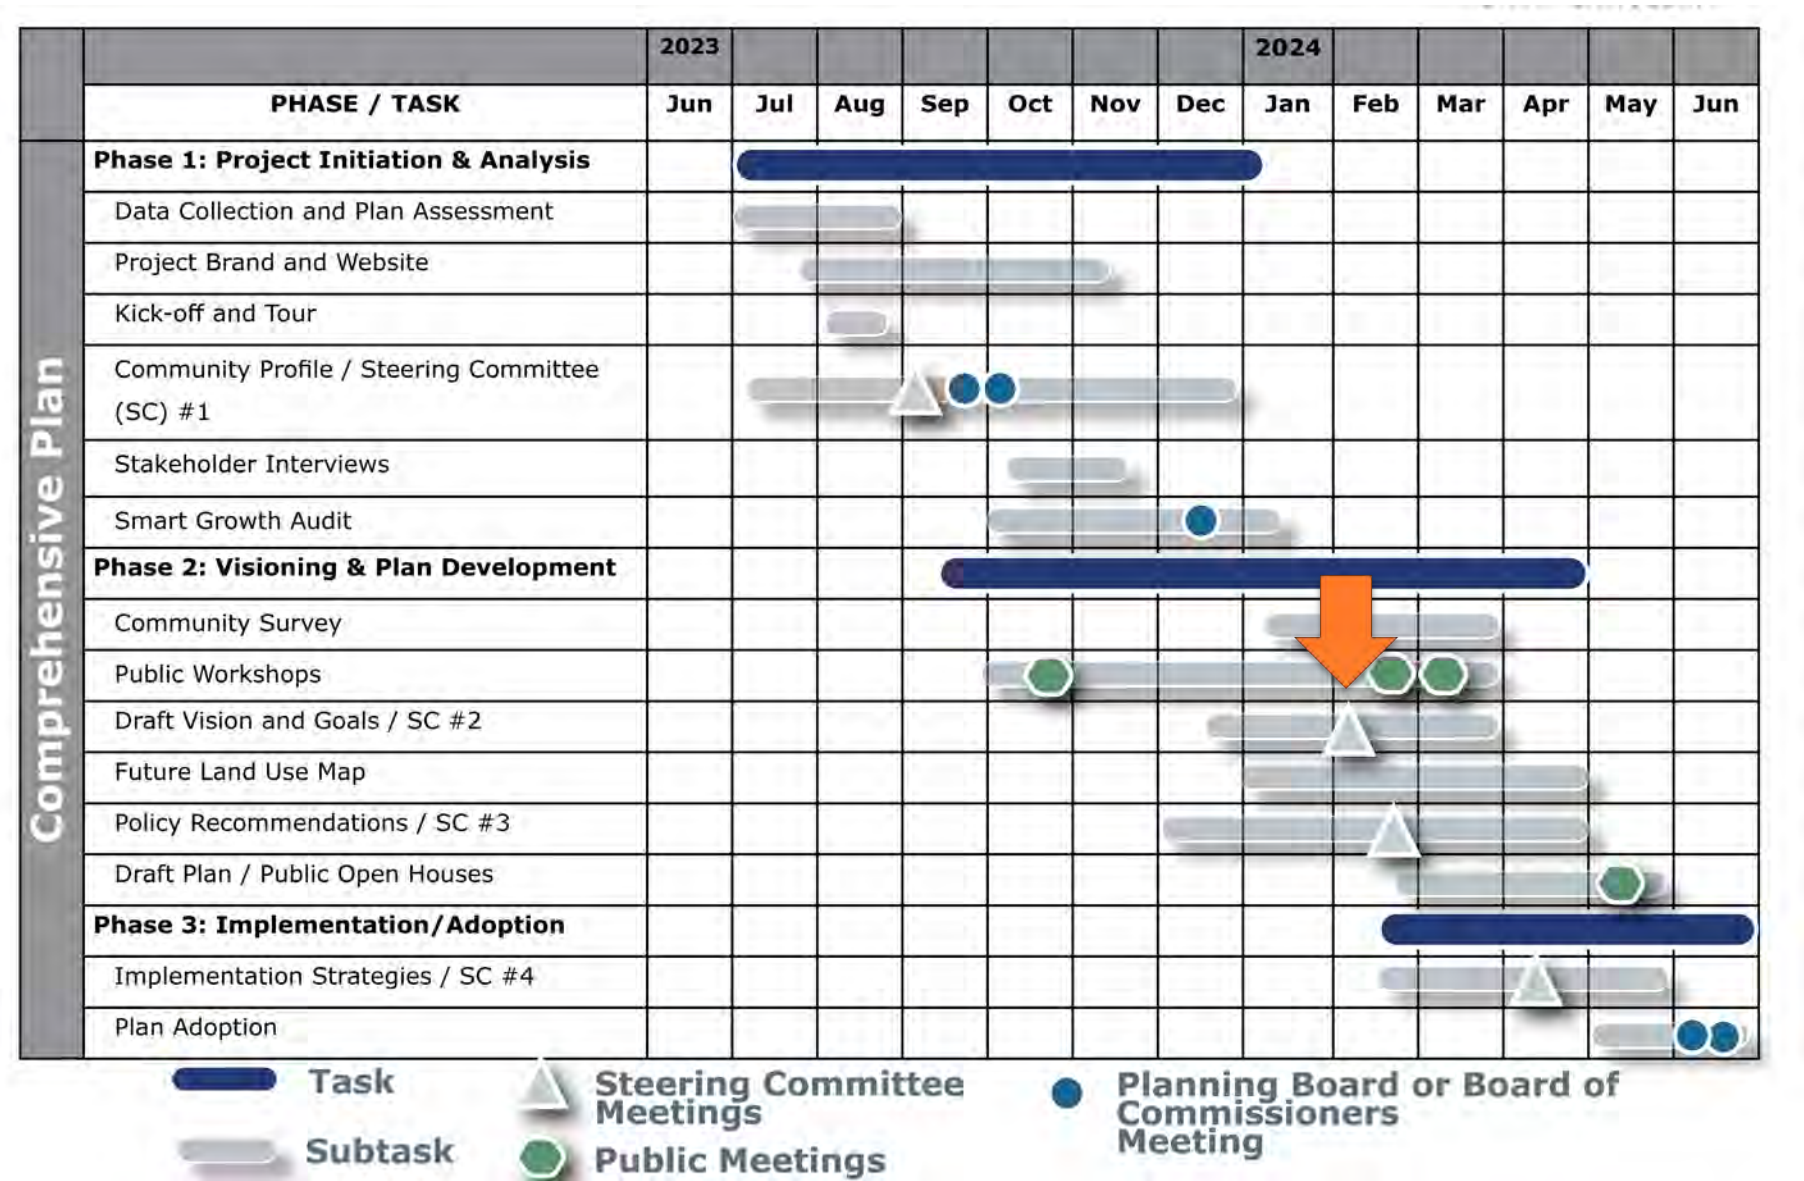 2023 2024
PHASE / TASK Jun Jul Aug Sep Oct Nov Dec Jan Feb Mar Apr May Jun
Comprehensive Plan
Phase 1: Project Initiation & Analysis
Data Collection and Plan Assessment
Project Brand and Website
Kick-off and Tour
Community Profile / Steering Committee
(SC) #1
Stakeholder Interviews
Smart Growth Audit
Phase 2: Visioning & Plan Development
Community Survey
Public Workshops
Draft Vision and Goals / SC #2
Future Land Use Map
Policy Recommendations / SC #3
Draft Plan / Public Open Houses
Phase 3: Implementation/Adoption
Implementation Strategies / SC #4
Plan Adoption
Task
Subtask
Steering Committee
Meetings
Public Meetings
Planning Board or Board of
Commissioners
Meeting